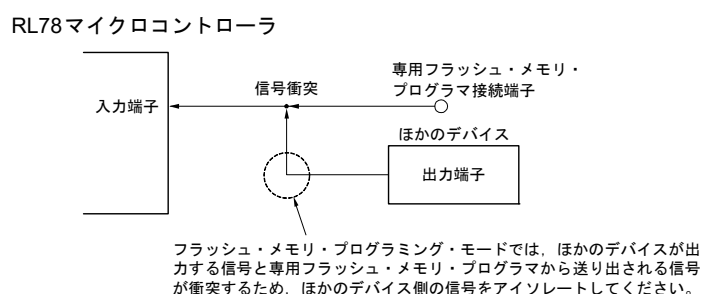 RL78マイクロコントローラ
専用フラッシュ・メモリ・
プログラマ接続端子
信号衝突
入力端子
ほかのデバイス
出力端子
フラッシュ・メモリ・プログラミング・モードでは，ほかのデバイスが出
力する信号と専用フラッシュ・メモリ・プログラマから送り出される信号
が衝突するため，ほかのデバイス側の信号をアイソレートしてください。